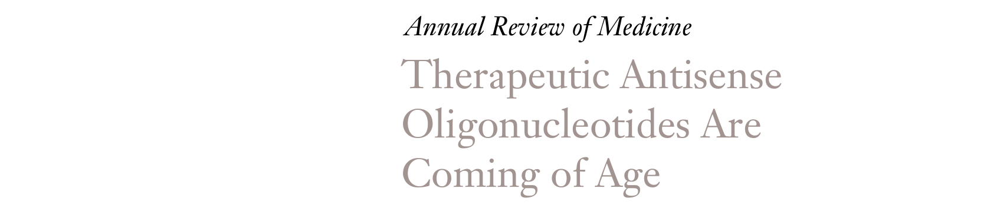 Annual Review of Medicine
Therapeutic Antisense
Oligonucleotides Are
Coming of Age